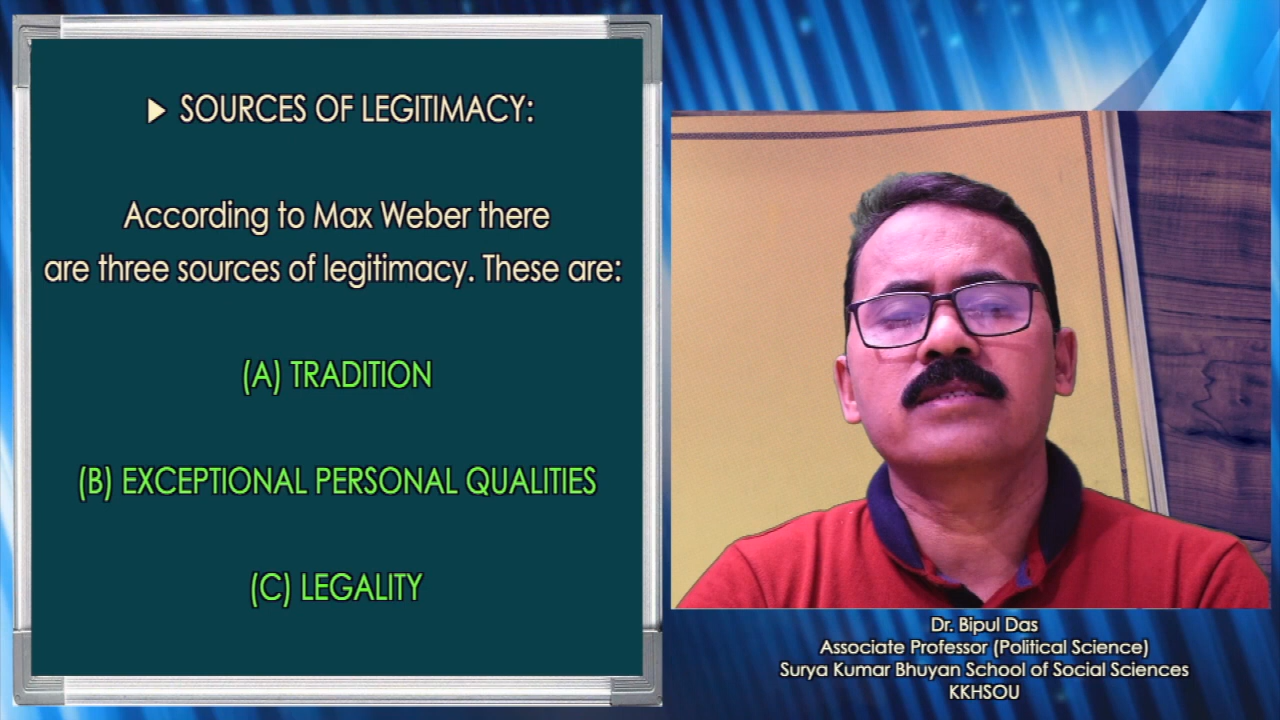 ► SOURCES OF LEGITIMACY:
According to Max Weber there
are three sources of legitimacy. These are:
(A) TRADITION
(B) EXCEPTIONAL PERSONAL QUALITIES
(C) LEGALITY
Dr. Bipul Das
Associate Professor (Political Science)
Surya Kumar Bhuyan School of Social Sciences
KKHSOU